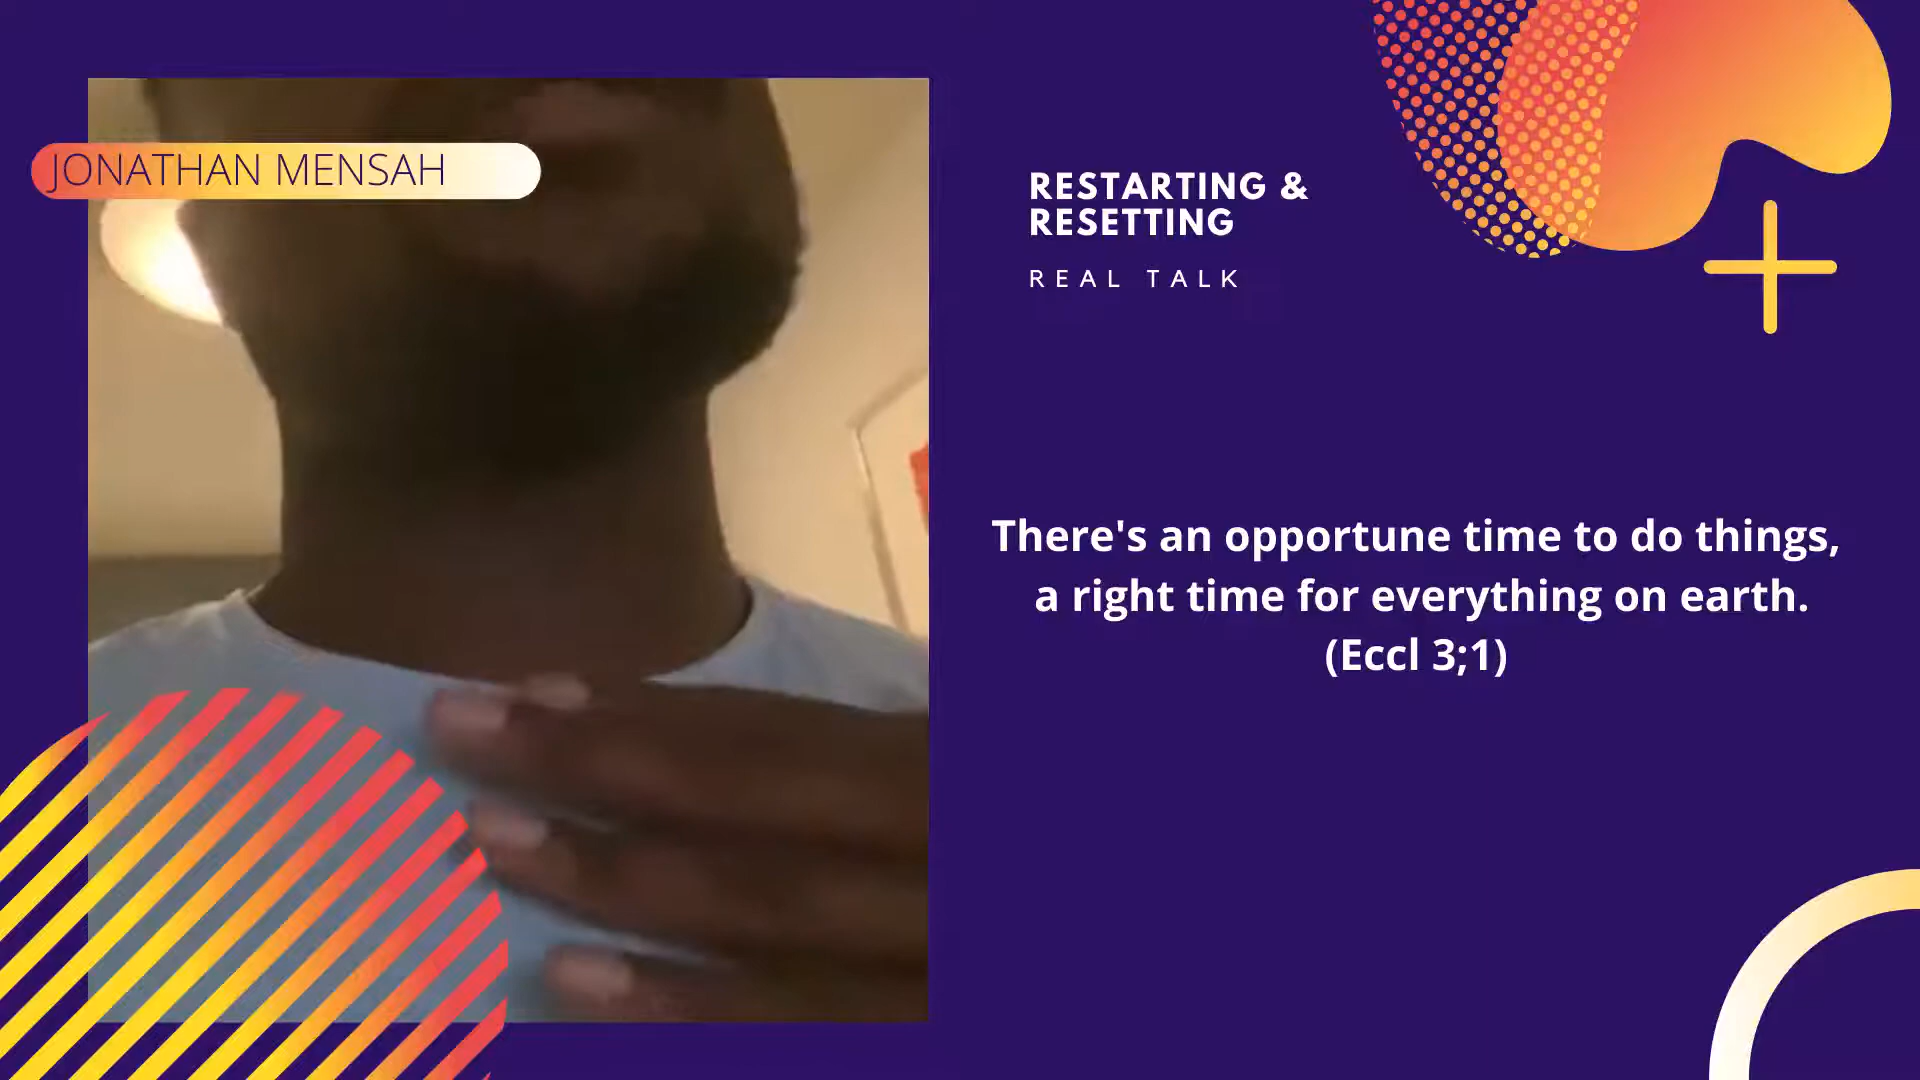 JONATHAN MENSAH
RESTARTING &
RESETTING
REAL TALK
There's an opportune time to do things,
a right time for everything on earth.
(Eccl 3;1)